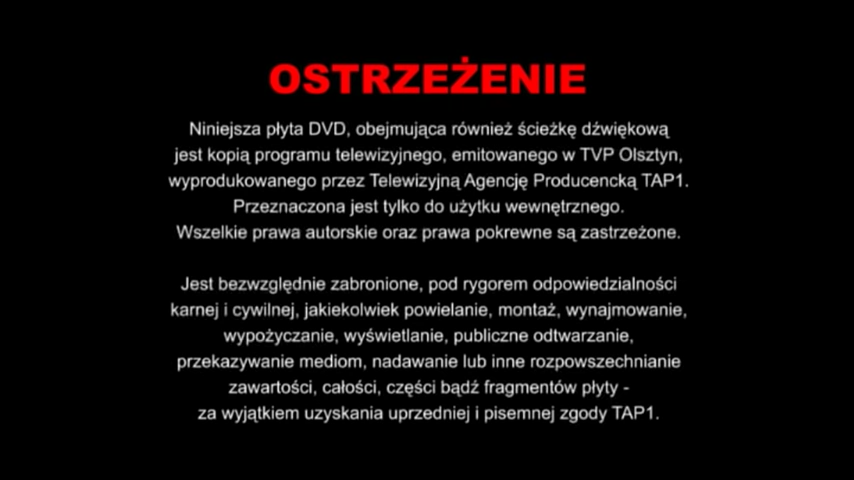 OSTRZEŻENIE
Niniejsza płyta DVD, obejmująca również ścieżkę dźwiękową
jest kopią programu telewizyjnego, emitowanego w TVP Olsztyn,
wyprodukowanego przez Telewizyjną Agencję Producencką TAP1.
Przeznaczona jest tylko do użytku wewnętrznego.
Wszelkie prawa autorskie oraz prawa pokrewne są zastrzeżone.
Jest bezwzględnie zabronione, pod rygorem odpowiedzialności
karnej i cywilnej, jakiekolwiek powielanie, montaż, wynajmowanie,
wypożyczanie, wyświetlanie, publiczne odtwarzanie,
przekazywanie mediom, nadawanie lub inne rozpowszechnianie
zawartości, całości, części bądź fragmentów płyty -
za wyjątkiem uzyskania uprzedniej i pisemnej zgody TAP1.